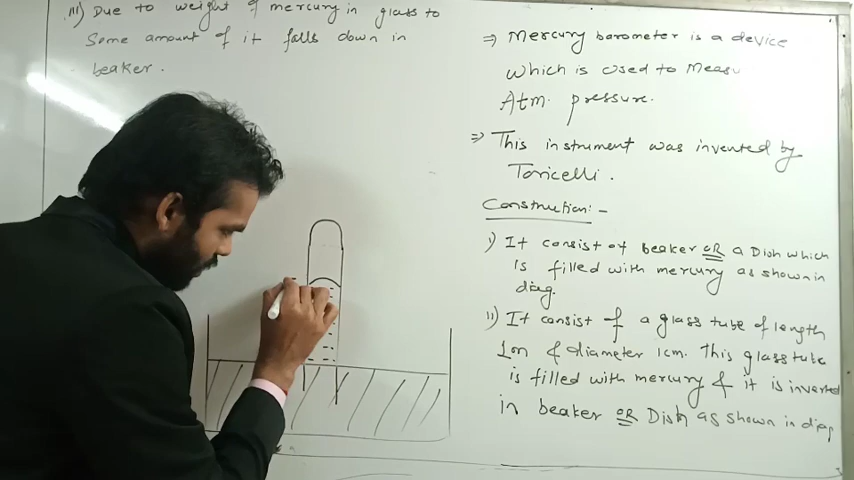 iii) Due to weight of mercury in glass to
Some amount of it falls down in
beaker.
⇒ Mercury barometer is a device
which is used to Measu
Atm. pressure.
⇒ This instrument was invented by
Toricelli.
Construction:-
i) It consist of beaker OR a Dish which
is filled with mercury as shown in
diag.
ii) It consist of a glass tube of length
1m & diameter 1cm. This glass tube
is filled with mercury & it is inverted
in beaker OR Dish as shown in diag